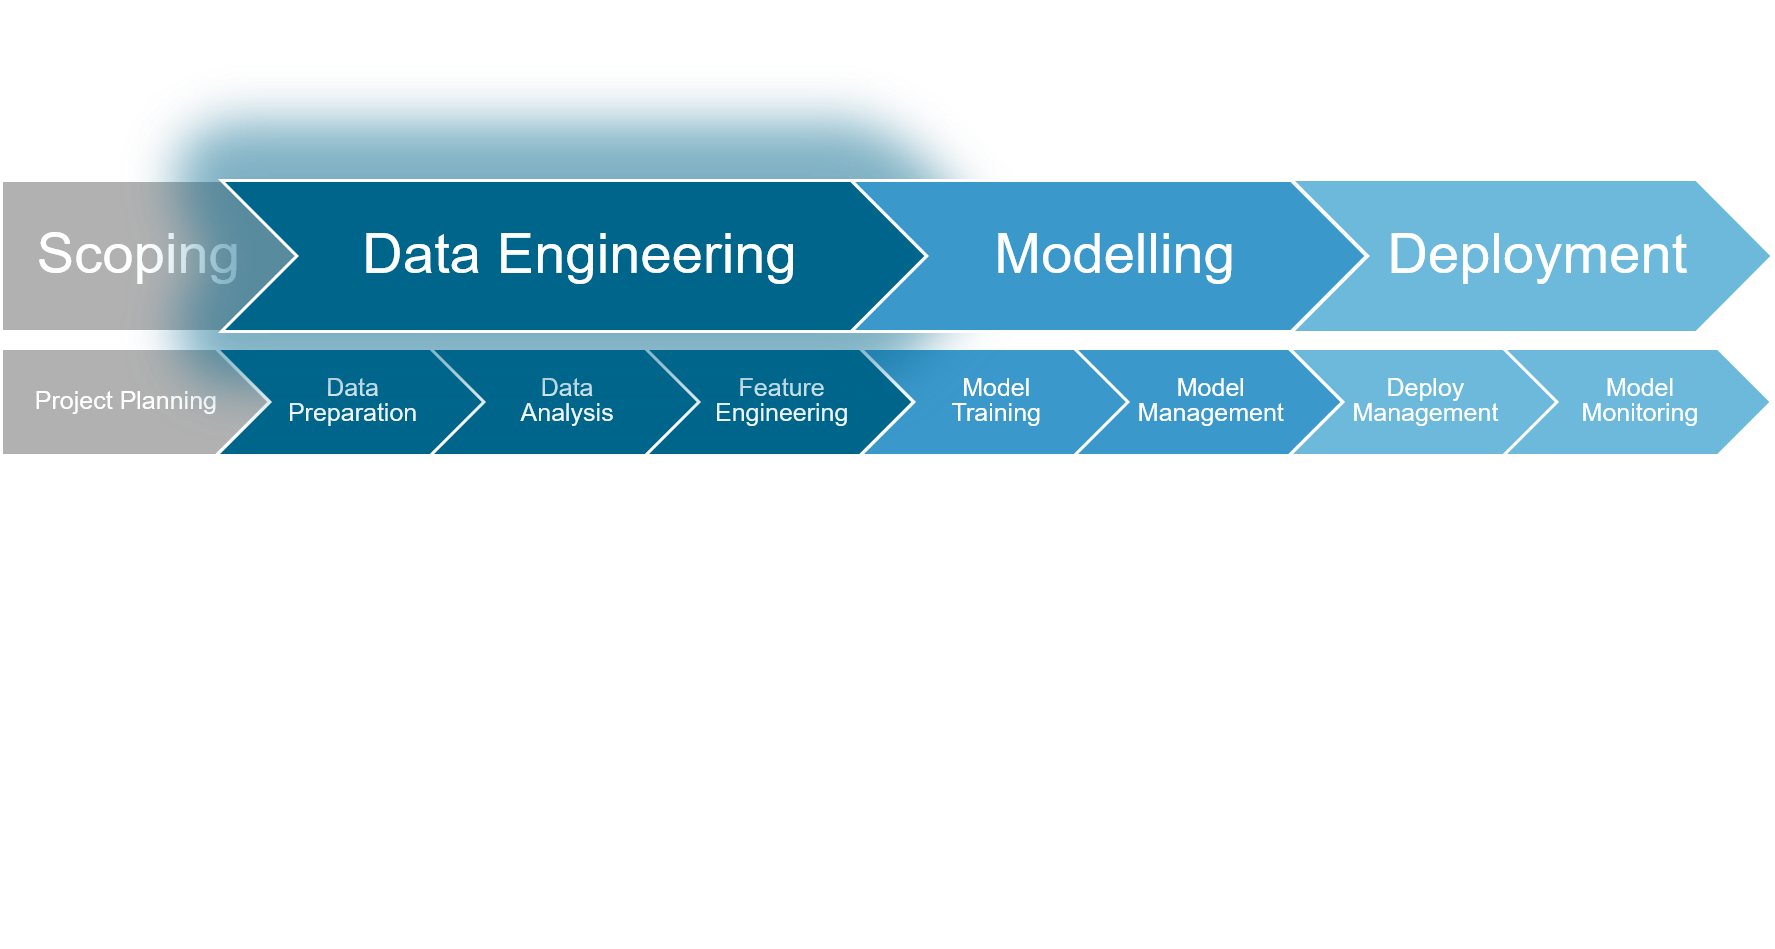 Scoping
Data Engineering
Modelling
Deployment
Project Planning
Data
Preparation
Data
Analysis
Feature
Engineering
Model
Training
Model
Management
Deploy
Management
Model
Monitoring